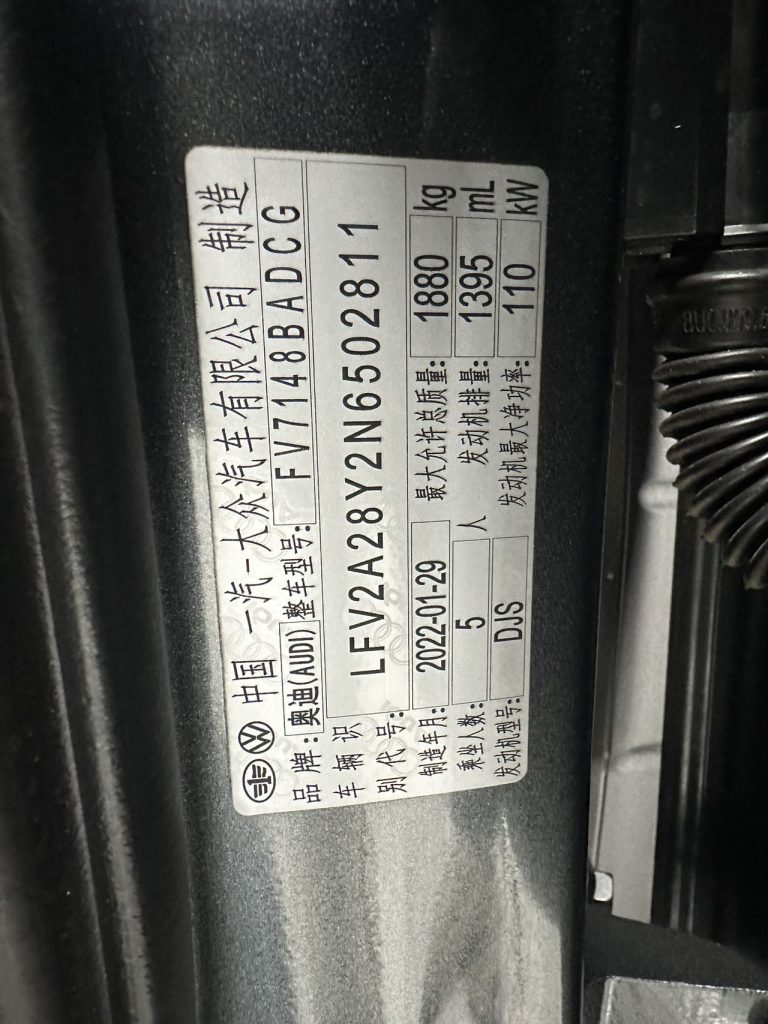 中国 一汽-大众汽车有限公司 制造
品牌: 奥迪(AUDI) 整车型号: FV7148BADCG
车辆识别代号: LFV2A28Y2N6502811
制造年月: 2022-01-29 最大允许总质量: 1880 kg
乘坐人数: 5 人 发动机排量: 1395 mL
发动机型号: DJS 发动机最大净功率: 110 kW